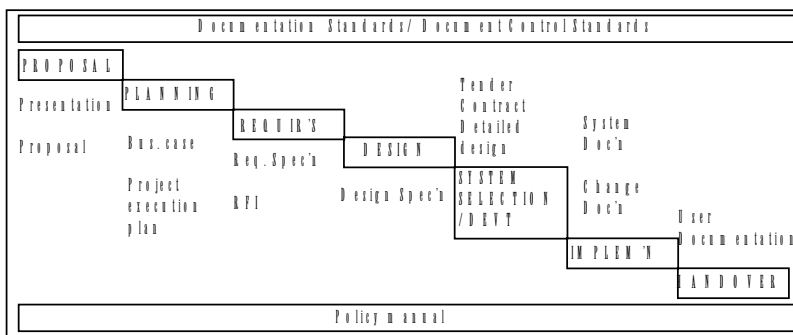 Documentation Standards/ Document Control Standards
PROPOSAL
Presentation
Proposal
PLANNING
Bus.case
Project
execution
plan
REQUIR'S
Req.Spec'n
RFI
DESIGN
Design Spec'n
Tender
Contract
Detailed
design
SYSTEM
SELECTION
/DEVT
System
Doc'n
Change
Doc'n
IMPLEM'N
User
Documentation
HANDOVER
Policy manual